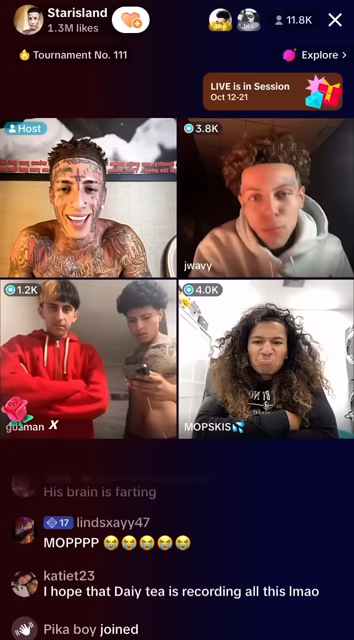 Starisland
1.3M likes
11.8K
Tournament No. 111
Explore >
LIVE is in Session
Oct 12-21
Host
3.8K
jwavy
1.2K
4.0K
guzman X
MOPSKIS💦
His brain is farting
17 lindsxayy47
MOPPPP 😭😭😭😭😭
katiet23
I hope that Daiy tea is recording all this lmao
Pika boy joined